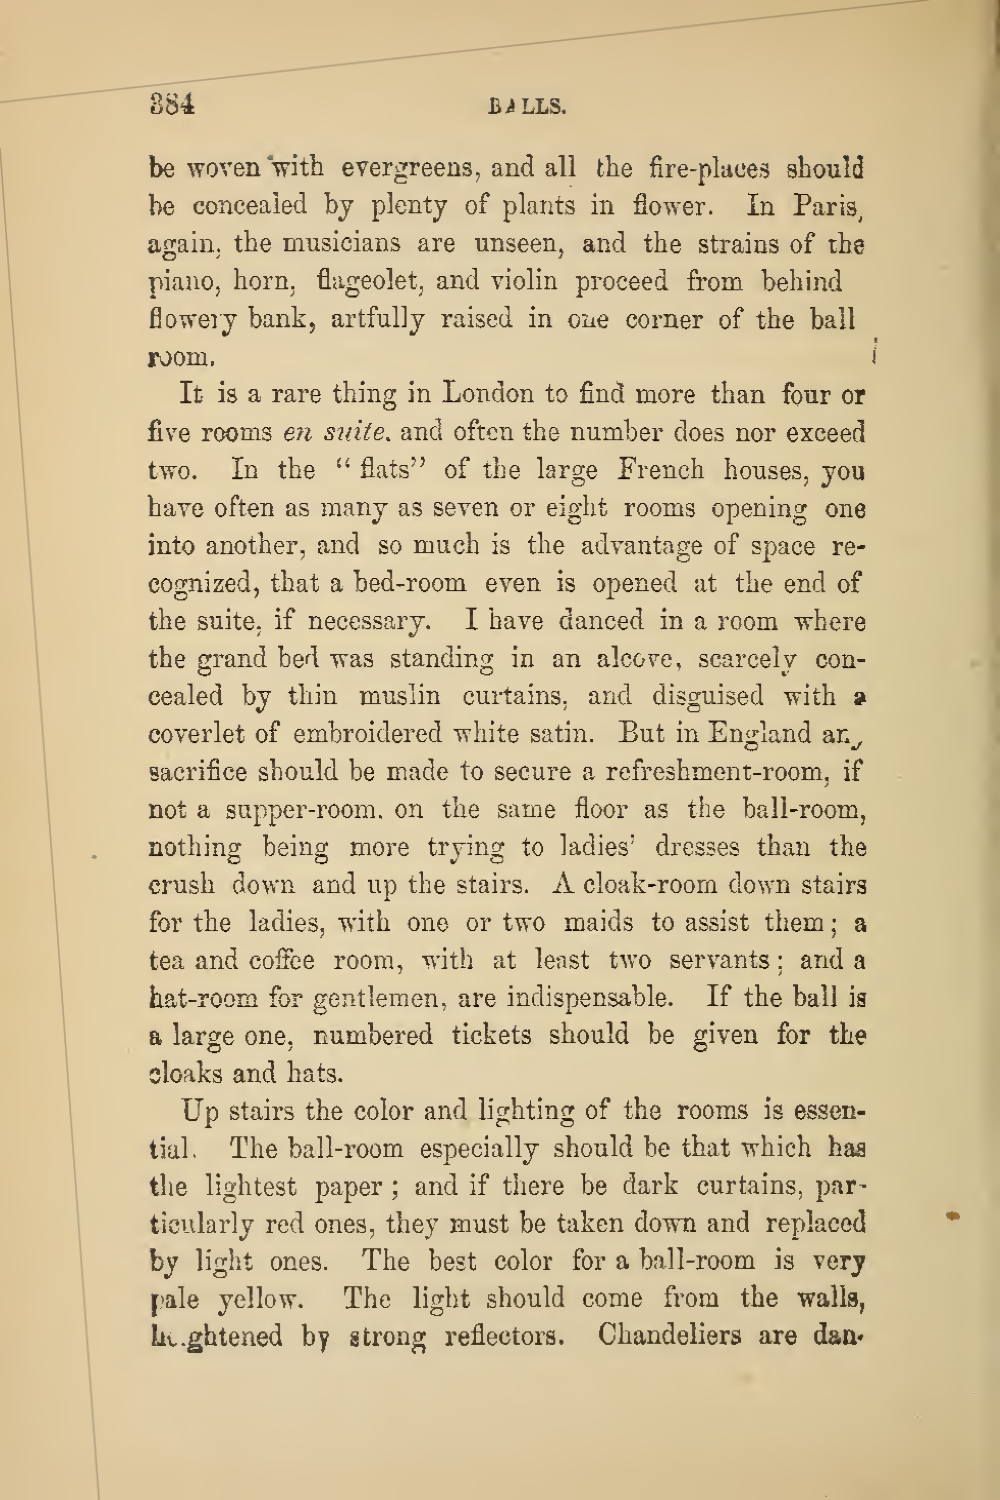 384 BALLS.
be woven with evergreens, and all the fire-places should
be concealed by plenty of plants in flower. In Paris,
again, the musicians are unseen, and the strains of the
piano, horn, flageolet, and violin proceed from behind
flowery bank, artfully raised in one corner of the ball
room.
It is a rare thing in London to find more than four or
five rooms en suite, and often the number does nor exceed
two. In the “ flats” of the large French houses, you
have often as many as seven or eight rooms opening one
into another, and so much is the advantage of space re-
cognized, that a bed-room even is opened at the end of
the suite, if necessary. I have danced in a room where
the grand bed was standing in an alcove, scarcely con-
cealed by thin muslin curtains, and disguised with a
coverlet of embroidered white satin. But in England any
sacrifice should be made to secure a refreshment-room, if
not a supper-room, on the same floor as the ball-room,
nothing being more trying to ladies’ dresses than the
crush down and up the stairs. A cloak-room down stairs
for the ladies, with one or two maids to assist them; a
tea and coffee room, with at least two servants; and a
hat-room for gentlemen, are indispensable. If the ball is
a large one, numbered tickets should be given for the
cloaks and hats.
Up stairs the color and lighting of the rooms is essen-
tial. The ball-room especially should be that which has
the lightest paper; and if there be dark curtains, par-
ticularly red ones, they must be taken down and replaced
by light ones. The best color for a ball-room is very
pale yellow. The light should come from the walls,
heightened by strong reflectors. Chandeliers are dan-